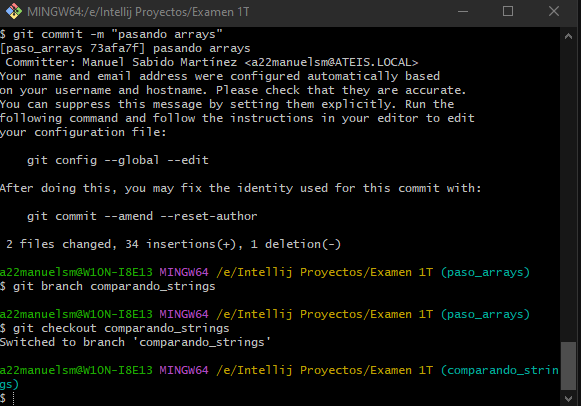 MINGW64:/e/Intellij Proyectos/Examen 1T
$ git commit -m "pasando arrays"
[paso_arrays 73afa7f] pasando arrays
 Committer: Manuel Sabido Martínez <a22manuelsm@ATEIS.LOCAL>
Your name and email address were configured automatically based
on your username and hostname. Please check that they are accurate.
You can suppress this message by setting them explicitly. Run the
following command and follow the instructions in your editor to edit
your configuration file:

    git config --global --edit

After doing this, you may fix the identity used for this commit with:

    git commit --amend --reset-author

 2 files changed, 34 insertions(+), 1 deletion(-)

a22manuelsm@W10N-I8E13 MINGW64 /e/Intellij Proyectos/Examen 1T (paso_arrays)
$ git branch comparando_strings

a22manuelsm@W10N-I8E13 MINGW64 /e/Intellij Proyectos/Examen 1T (paso_arrays)
$ git checkout comparando_strings
Switched to branch 'comparando_strings'

a22manuelsm@W10N-I8E13 MINGW64 /e/Intellij Proyectos/Examen 1T (comparando_strin
gs)
$